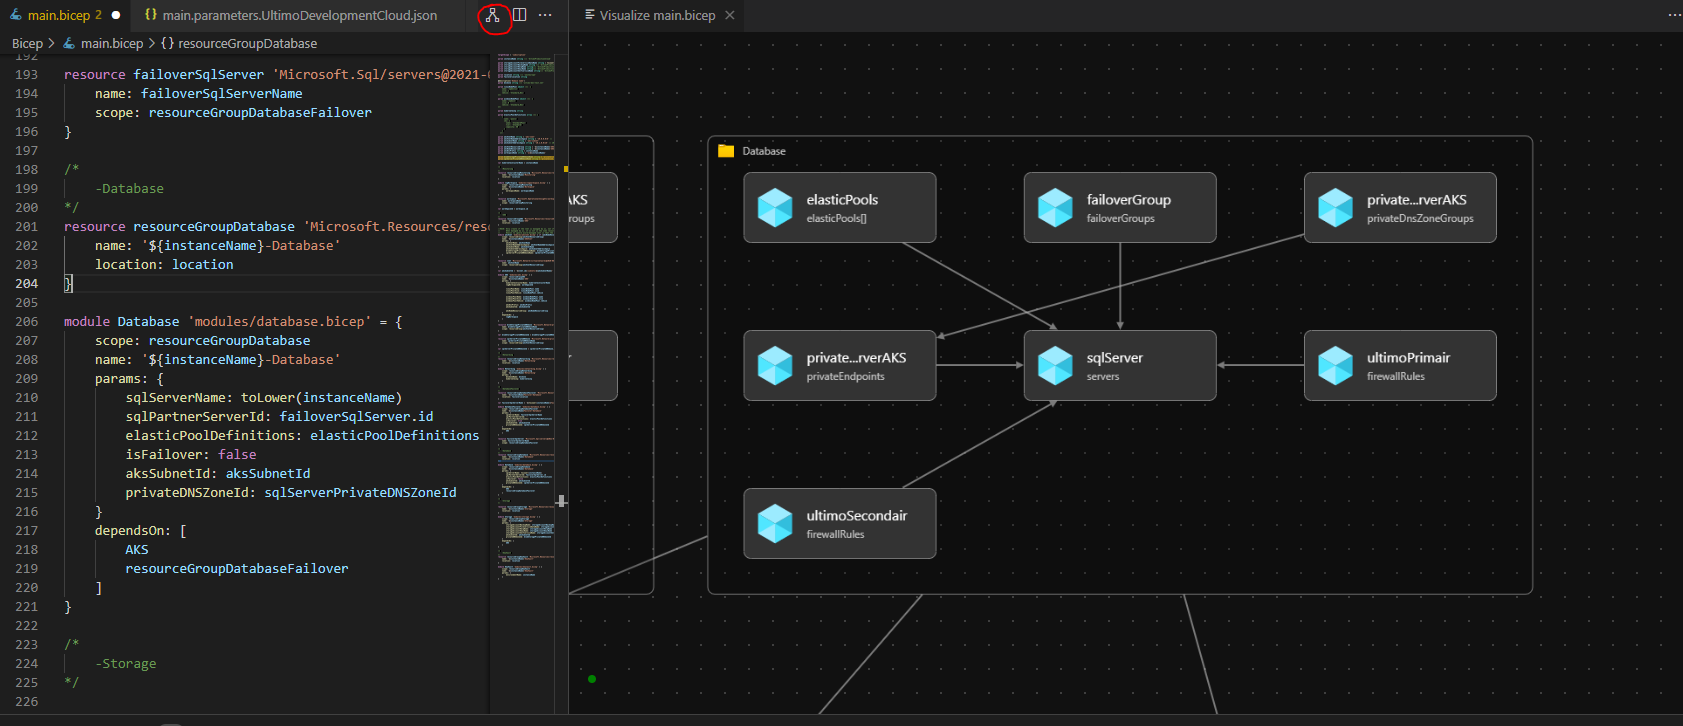 main.bicep 2
{} main.parameters.UltimoDevelopmentCloud.json
Visualize main.bicep
Bicep > main.bicep > {} resourceGroupDatabase
192
193 resource failoverSqlServer 'Microsoft.Sql/servers@2021-
194 name: failoverSqlServerName
195 scope: resourceGroupDatabaseFailover
196 }
197
198 /*
199 -Database
200 */
201 resource resourceGroupDatabase 'Microsoft.Resources/res
202 name: '${instanceName}-Database'
203 location: location
204 }
205
206 module Database 'modules/database.bicep' = {
207 scope: resourceGroupDatabase
208 name: '${instanceName}-Database'
209 params: {
210 sqlServerName: toLower(instanceName)
211 sqlPartnerServerId: failoverSqlServer.id
212 elasticPoolDefinitions: elasticPoolDefinitions
213 isFailover: false
214 aksSubnetId: aksSubnetId
215 privateDNSZoneId: sqlServerPrivateDNSZoneId
216 }
217 dependsOn: [
218 AKS
219 resourceGroupDatabaseFailover
220 ]
221 }
222
223 /*
224 -Storage
225 */
226
Database
AKS
roups
elasticPools
elasticPools[]
failoverGroup
failoverGroups
private...rverAKS
privateDnsZoneGroups
private...rverAKS
privateEndpoints
sqlServer
servers
ultimoPrimair
firewallRules
ultimoSecondair
firewallRules